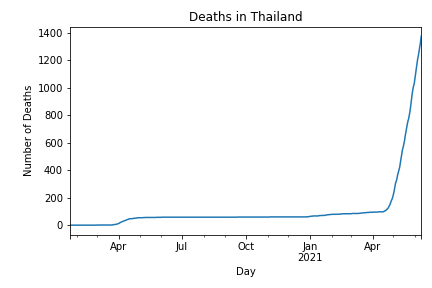 Deaths in Thailand
1400
1200
1000
800
600
400
200
0
Number of Deaths
Apr
Jul
Oct
Jan
2021
Apr
Day